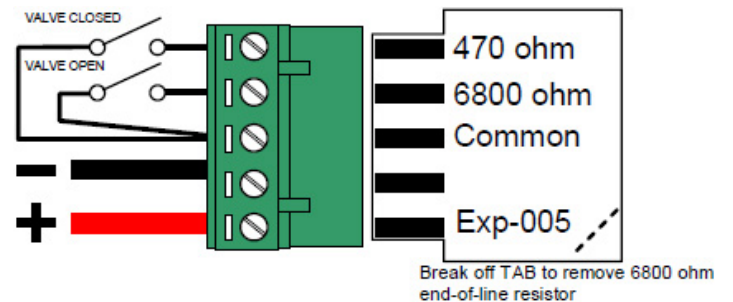 VALVE CLOSED
VALVE OPEN
470 ohm
6800 ohm
Common
-
+
Exp-005
Break off TAB to remove 6800 ohm
end-of-line resistor